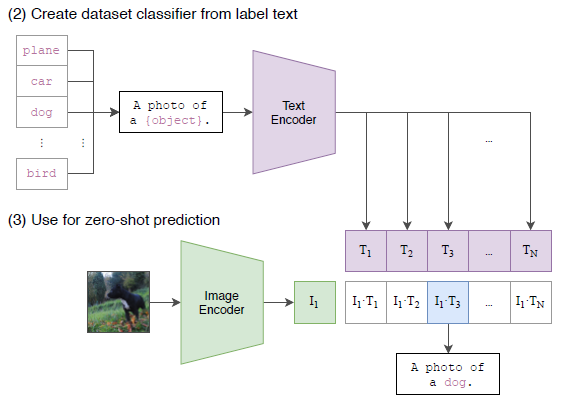 (2) Create dataset classifier from label text
plane
car
dog
⋮ ⋮
bird
A photo of
a {object}.
Text
Encoder
...
(3) Use for zero-shot prediction
Image
Encoder
I₁
T₁ T₂ T₃ ... T_N
I₁·T₁ I₁·T₂ I₁·T₃ ... I₁·T_N
A photo of
a dog.